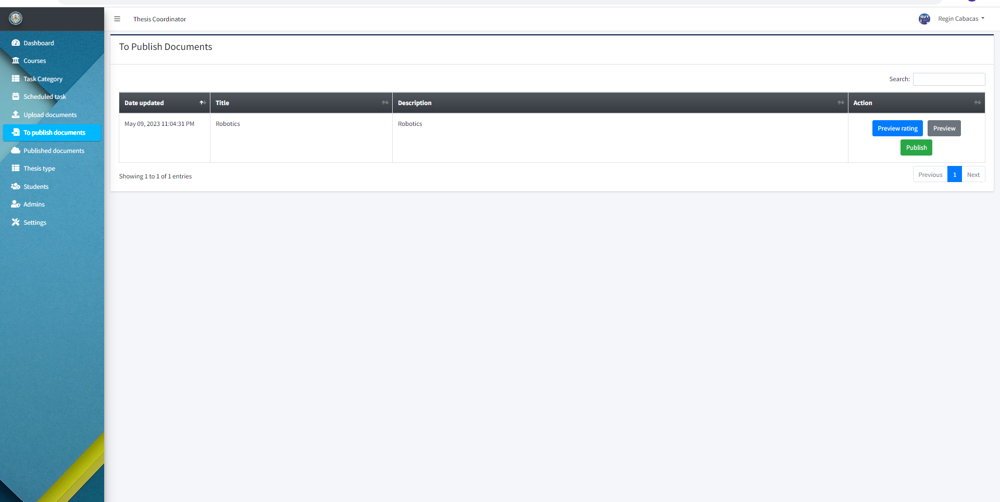 Thesis Coordinator
Regin Cabacas
Dashboard
Courses
Task Category
Scheduled task
Upload documents
To publish documents
Published documents
Thesis type
Students
Admins
Settings
To Publish Documents
Search:
Date updated Title Description Action
May 09, 2023 11:04:31 PM Robotics Robotics Preview rating Preview
Publish
Showing 1 to 1 of 1 entries
Previous 1 Next